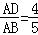 AD/AB = 4/5